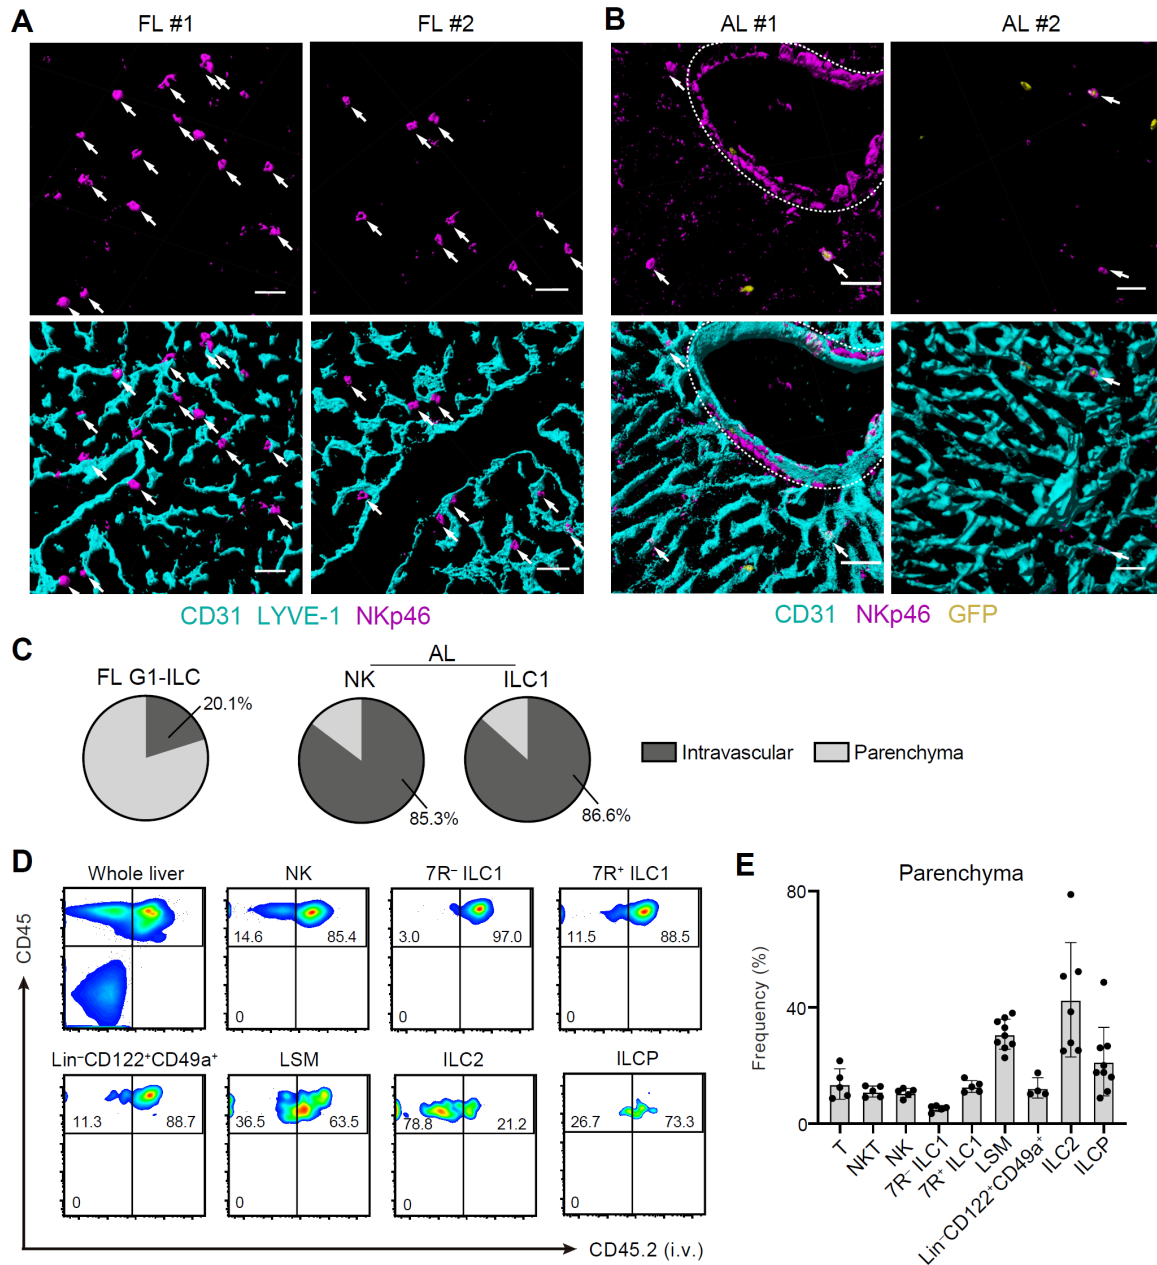 A
FL #1
FL #2
B
AL #1
AL #2
CD31 LYVE-1 NKp46
CD31 NKp46 GFP
C
FL G1-ILC
20.1%
AL
NK
ILC1
85.3%
86.6%
Intravascular
Parenchyma
D
Whole liver
NK
7R⁻ ILC1
7R⁺ ILC1
14.6
85.4
0
3.0
97.0
0
11.5
88.5
0
Lin⁻CD122⁺CD49a⁺
LSM
ILC2
ILCP
11.3
88.7
0
36.5
63.5
0
78.8
21.2
0
26.7
73.3
0
CD45
CD45.2 (i.v.)
E
Parenchyma
Frequency (%)
80
40
0
T
NKT
NK
7R⁻ ILC1
7R⁺ ILC1
LSM
Lin⁻CD122⁺CD49a⁺
ILC2
ILCP